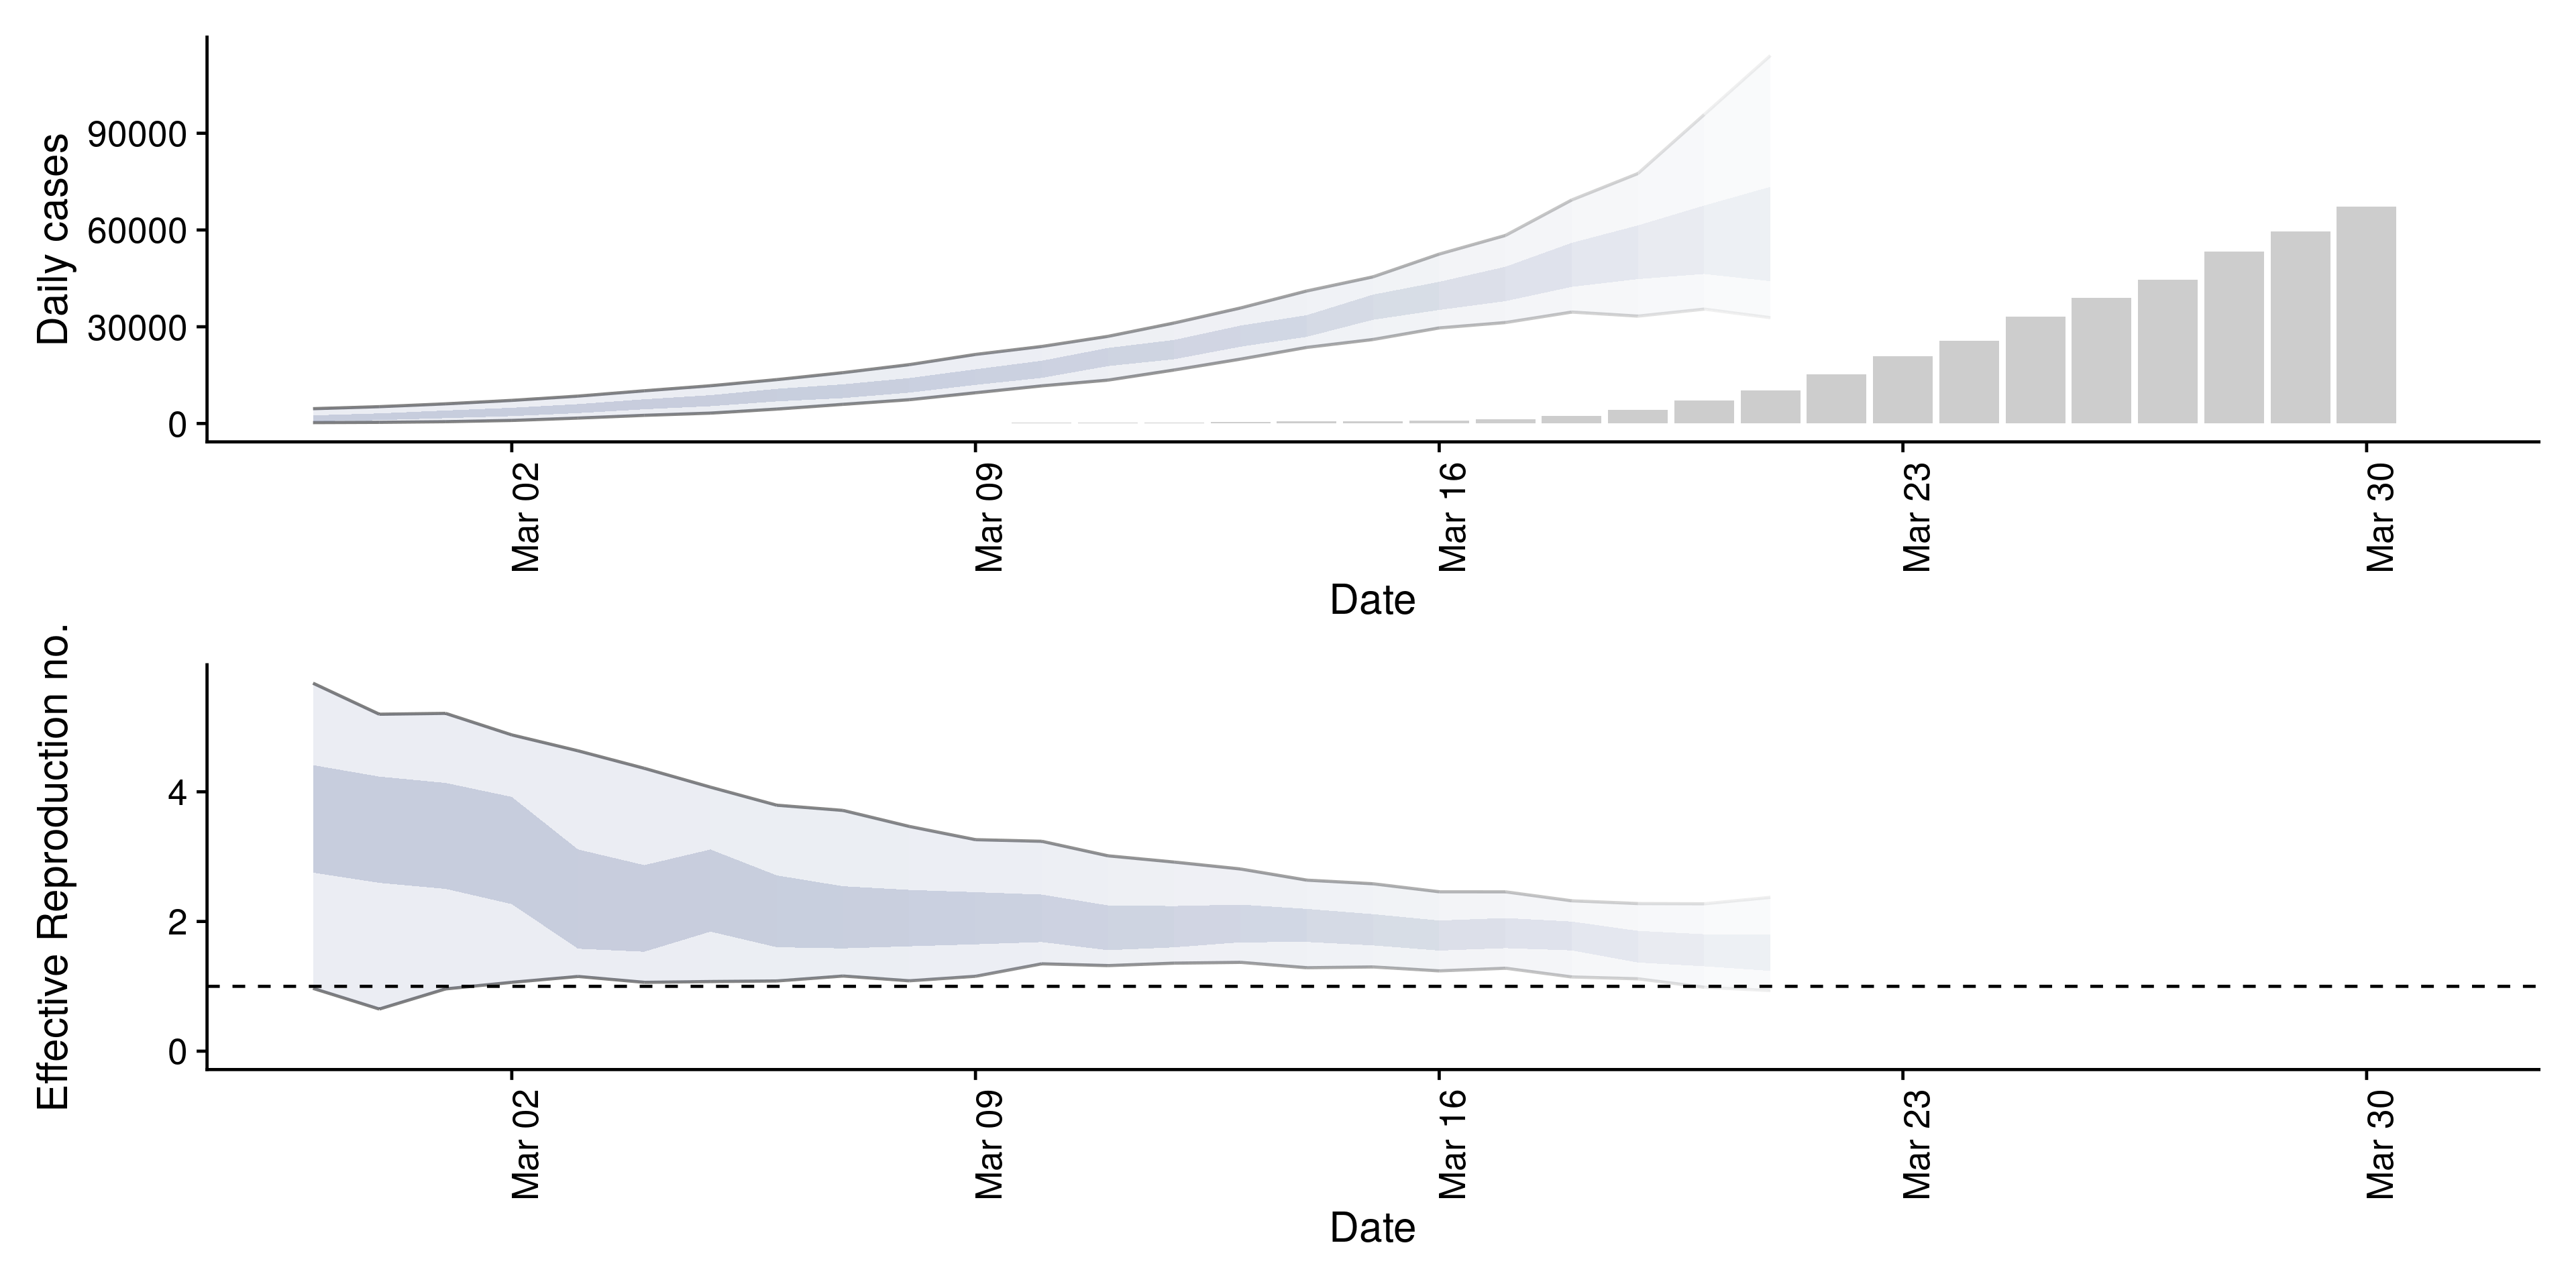 Daily cases
90000
60000
30000
0
Mar 02
Mar 09
Mar 16
Mar 23
Mar 30
Date
Effective Reproduction no.
4
2
0
Mar 02
Mar 09
Mar 16
Mar 23
Mar 30
Date